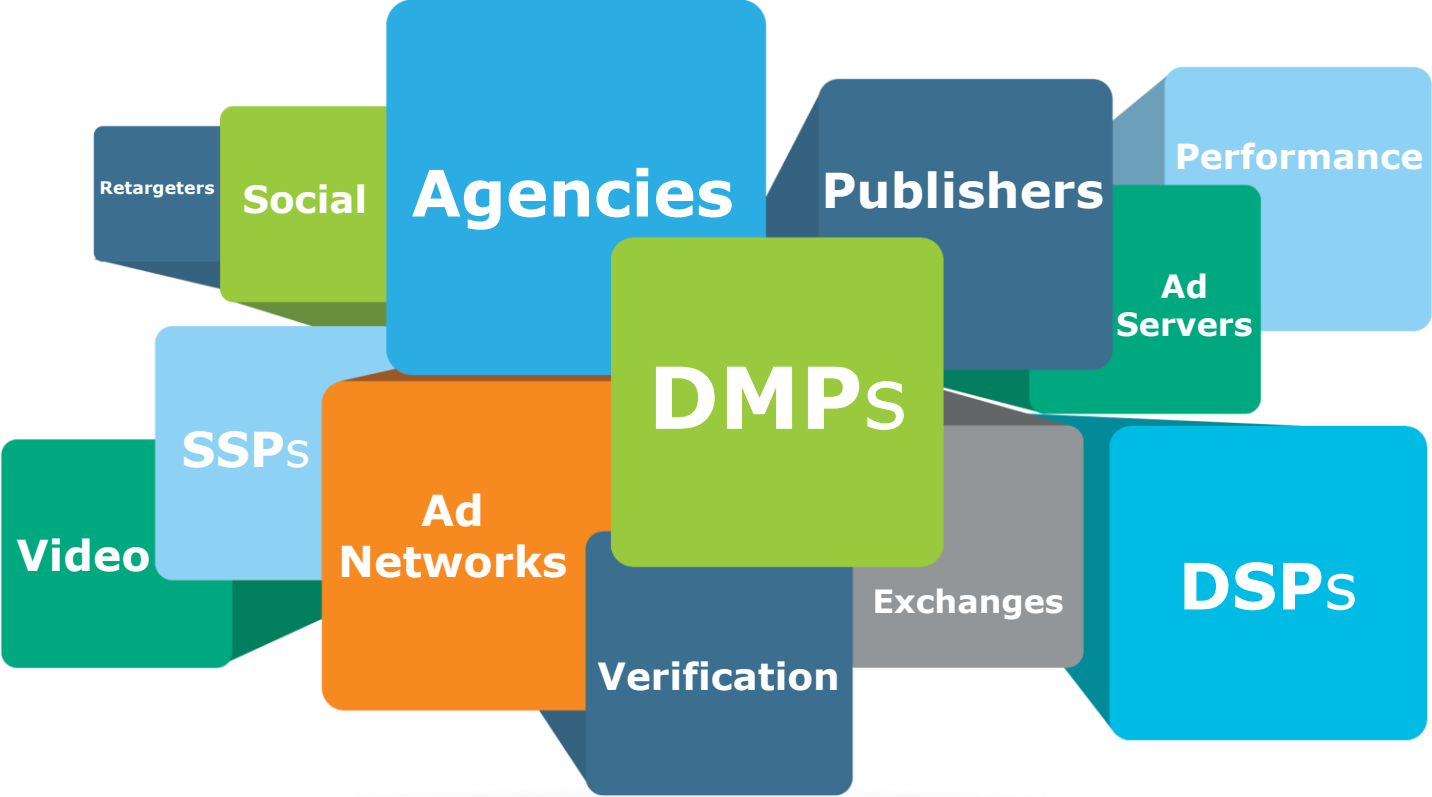 Retargeters
Social
Agencies
Publishers
Performance
Ad
Servers
DMPs
SSPs
Ad
Networks
Video
Exchanges
DSPs
Verification